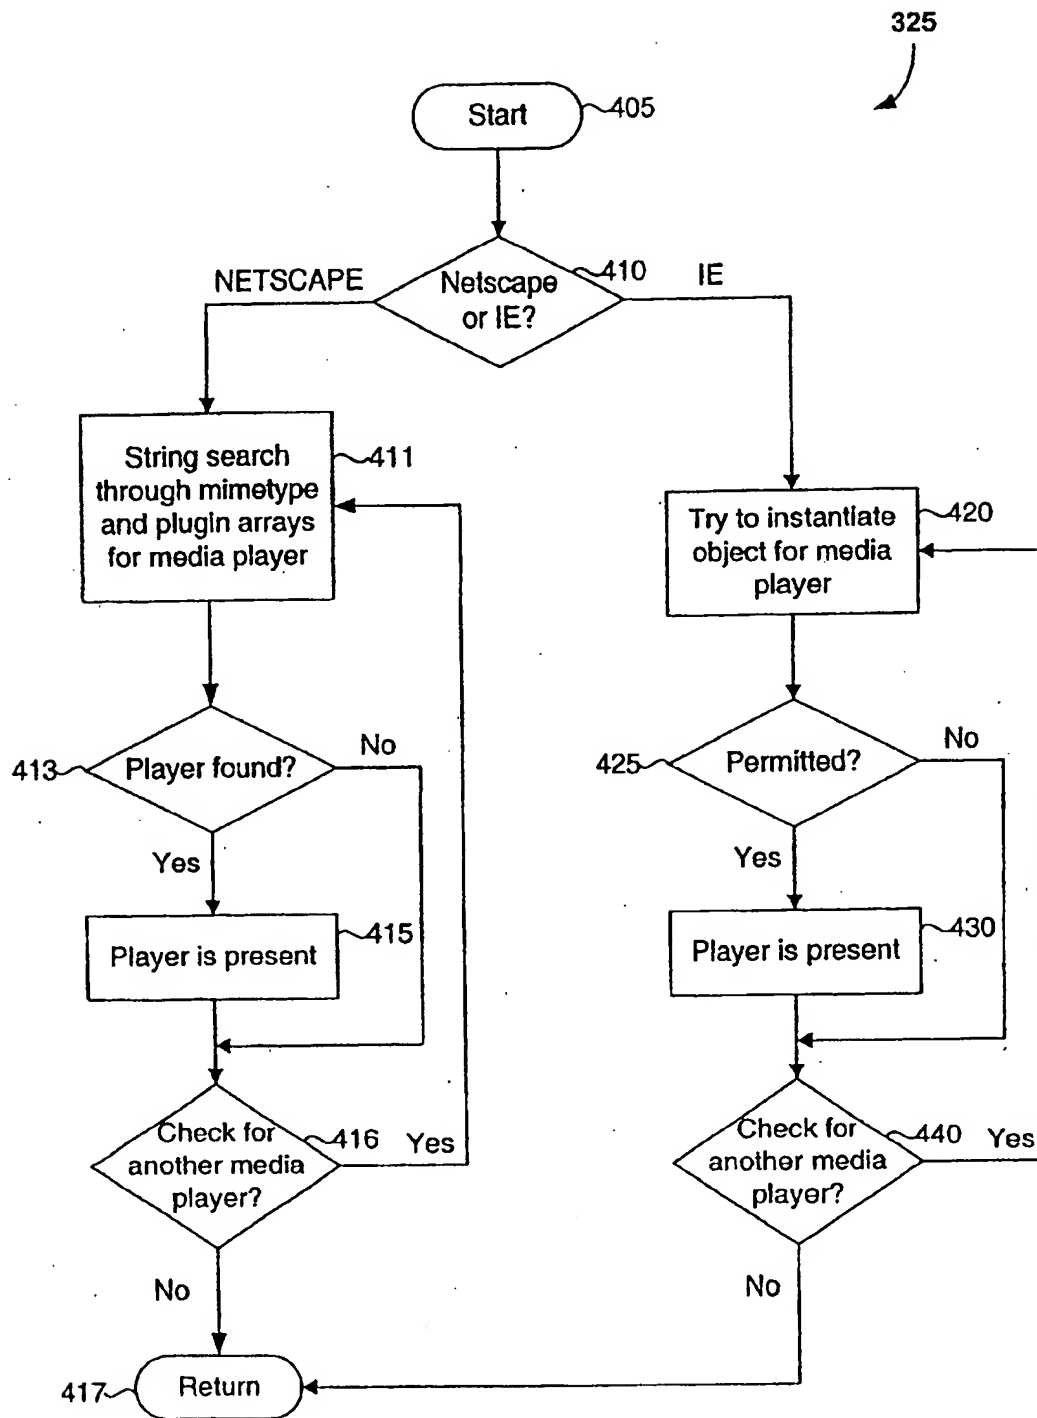 325
Start
405
Netscape
or IE?
410
NETSCAPE
IE
String search
through mimetype
and plugin arrays
for media player
411
Try to instantiate
object for media
player
420
Player found?
413
No
Yes
Permitted?
425
No
Yes
Player is present
415
Player is present
430
Check for
another media
player?
416
Yes
No
Check for
another media
player?
440
Yes
No
Return
417